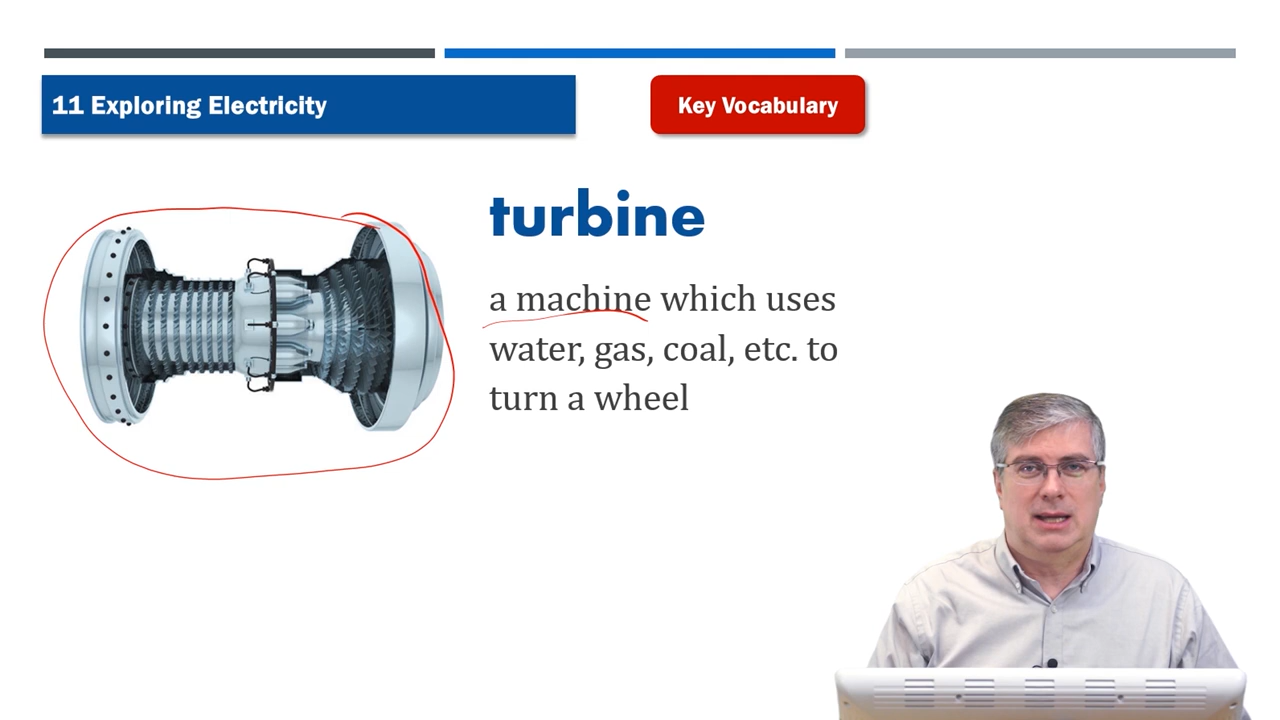 11 Exploring Electricity
Key Vocabulary
turbine
a machine which uses
water, gas, coal, etc. to
turn a wheel